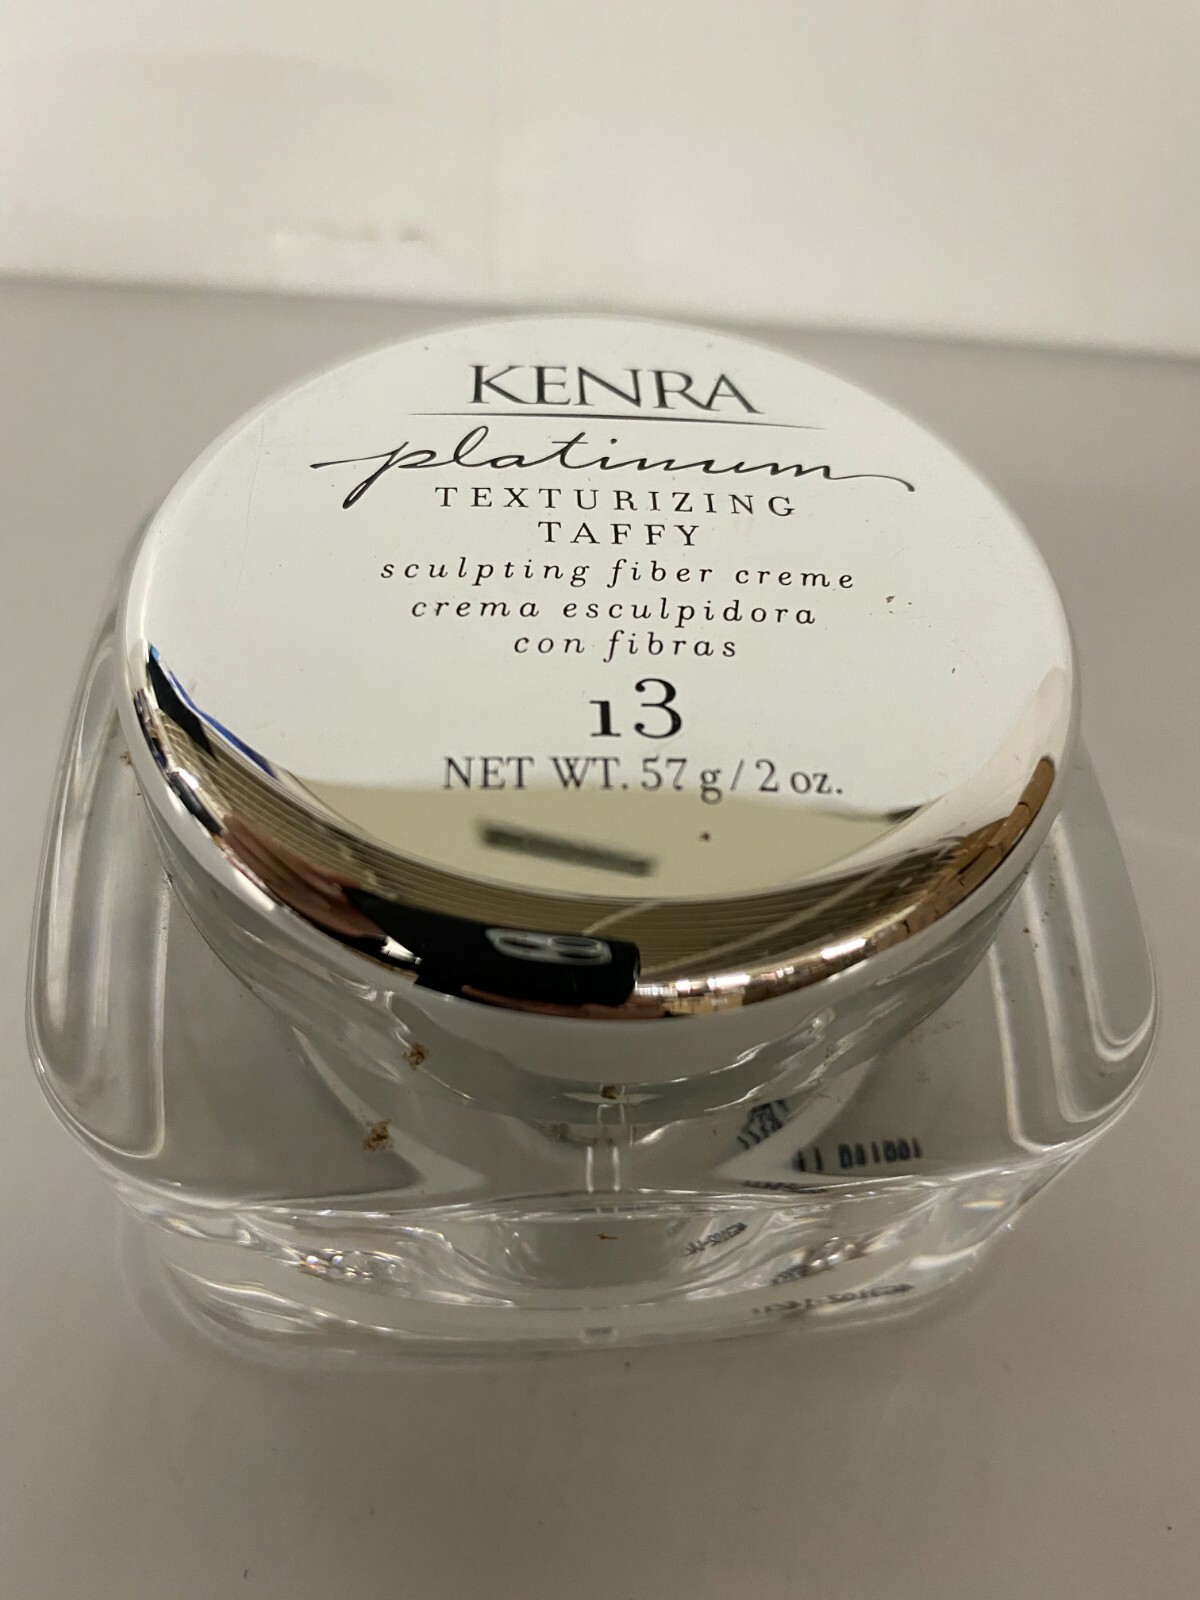 KENRA
platinum
TEXTURIZING
TAFFY
sculpting fiber creme
crema esculpidora
con fibras
13
NET WT. 57 g / 2 oz.